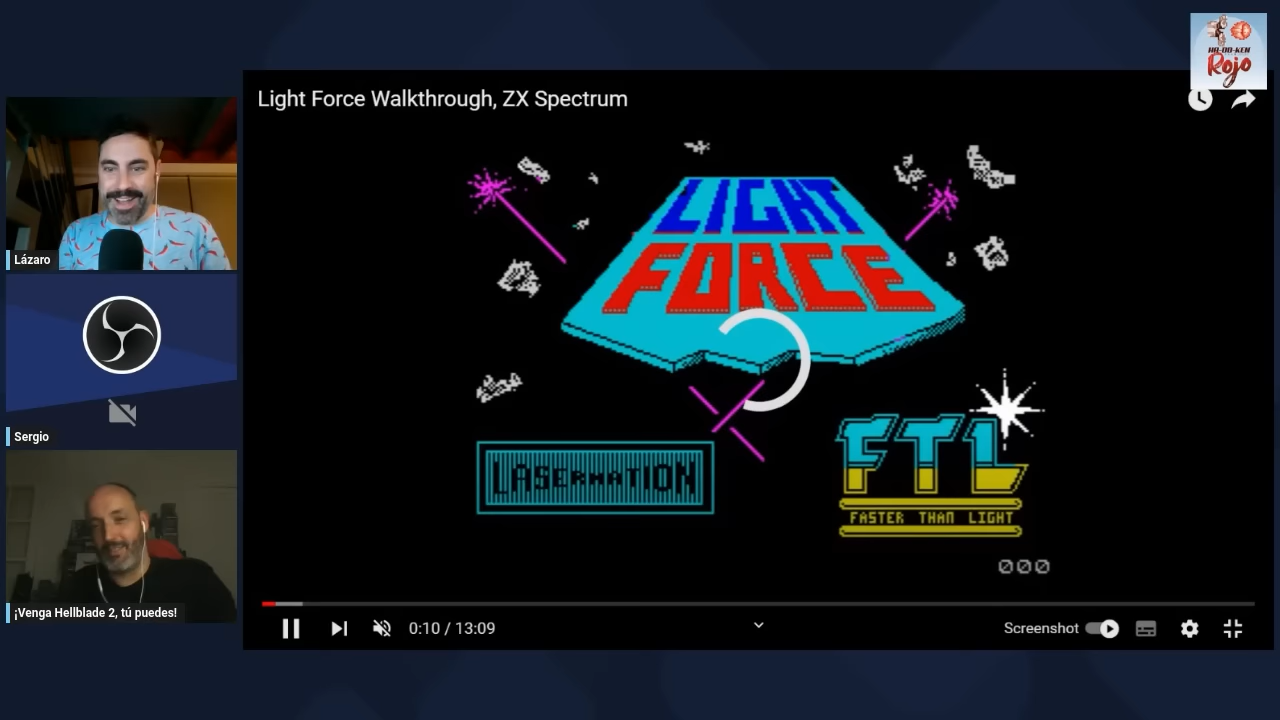 HA-DO-KEN
Rojo
Light Force Walkthrough, ZX Spectrum
LIGHT
FORCE
LASERMATION
FTL
FASTER THAN LIGHT
000
Lázaro
Sergio
¡Venga Hellblade 2, tú puedes!
0:10 / 13:09
Screenshot